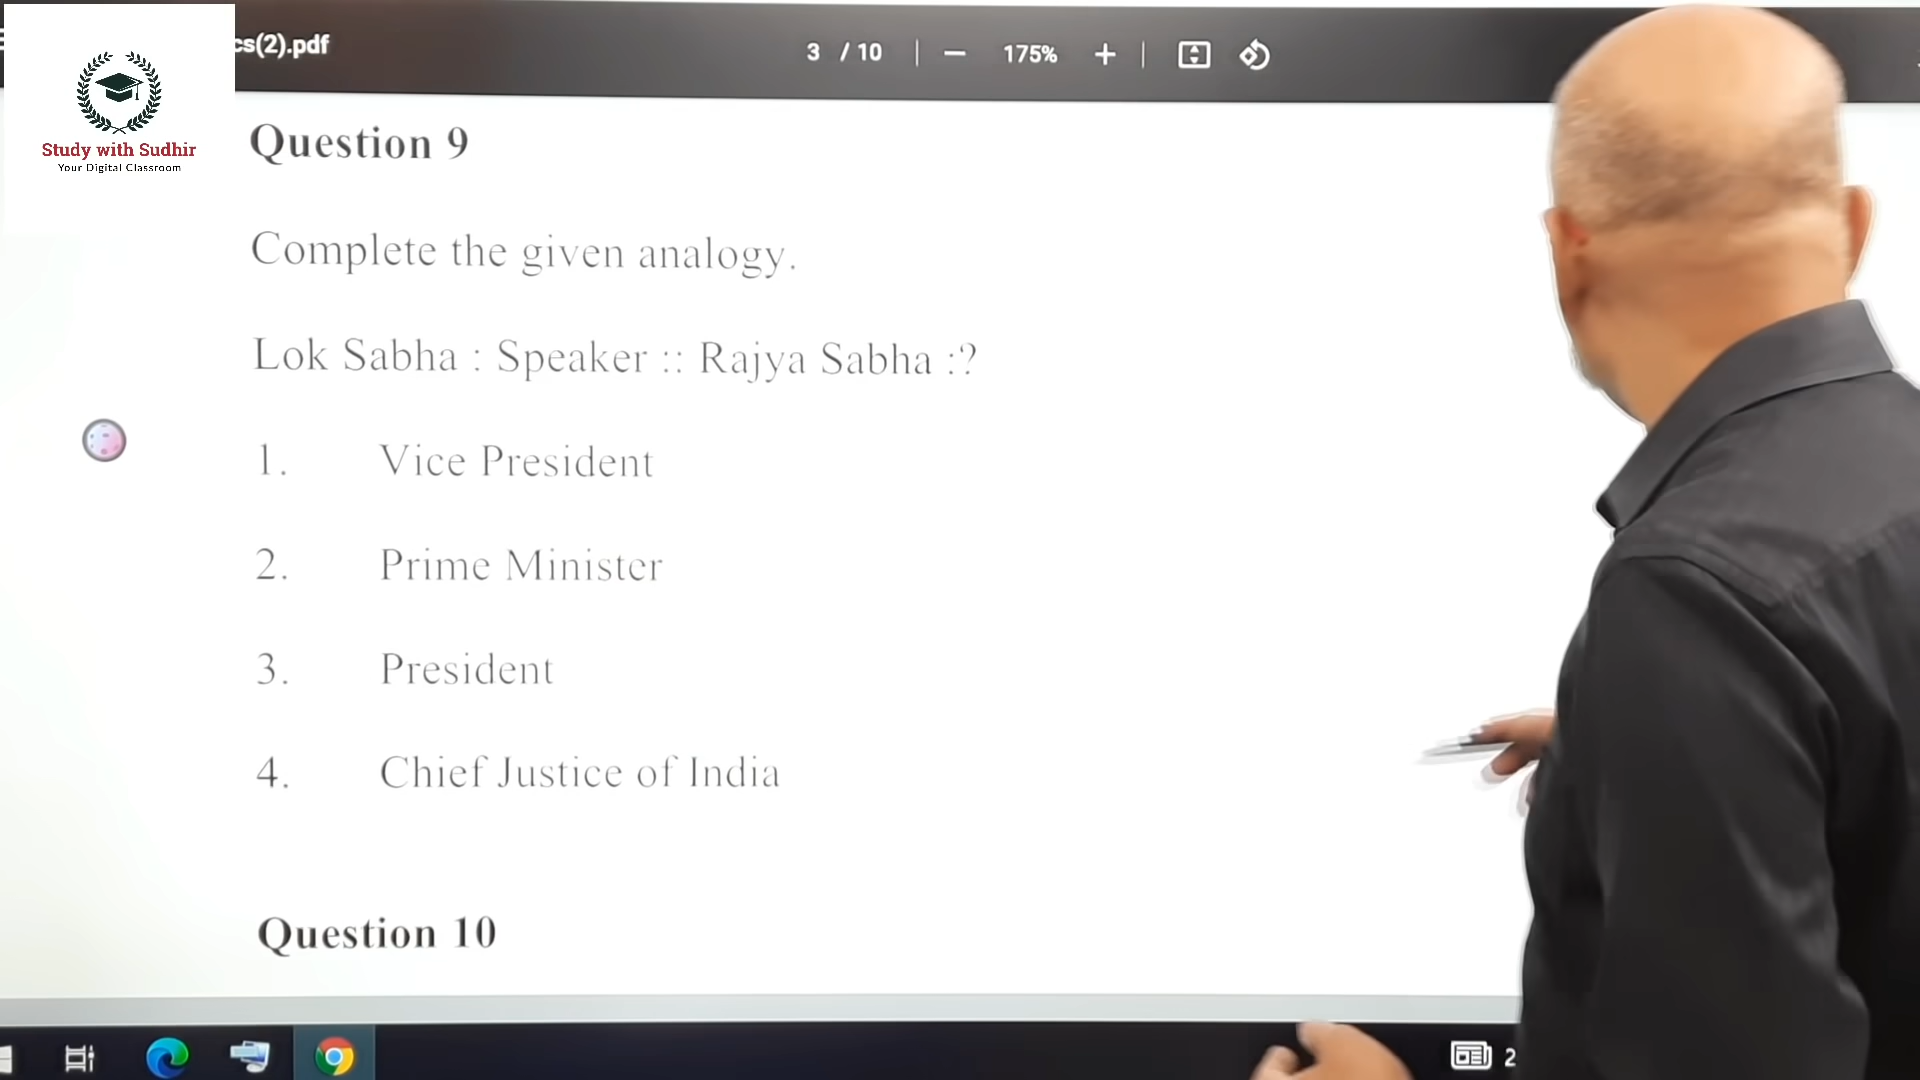 cs(2).pdf
3 / 10
175%
Study with Sudhir
Your Digital Classroom
Question 9
Complete the given analogy.
Lok Sabha : Speaker :: Rajya Sabha :?
1. Vice President
2. Prime Minister
3. President
4. Chief Justice of India
Question 10
2